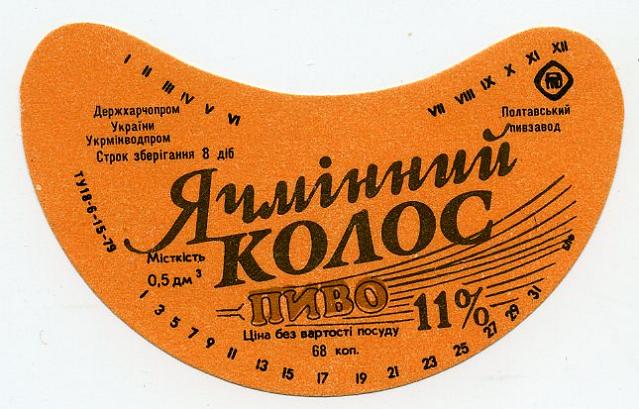 I II III IV V VI
VII VIII IX X XI XII
Держхарчопром
України
Укрмінводпром
Строк зберігання 8 діб
Полтавський
пивзавод
ТУ18-6-15-79
Ячмінний
КОЛОС
Місткість
0,5 дм³
ПИВО
11%
Ціна без вартості посуду
68 коп.
1 3 5 7 9 11 13 15 17 19 21 23 25 27 29 31